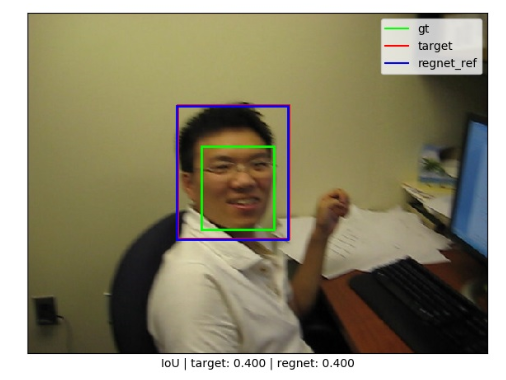 gt
target
regnet_ref
IoU | target: 0.400 | regnet: 0.400